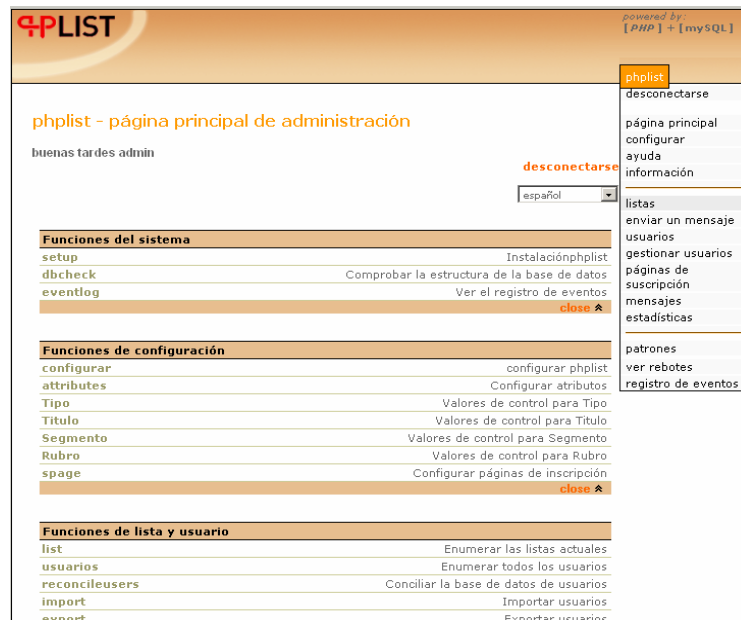 phpLIST
powered by:
[PHP] + [mySQL]
phplist
desconectarse
página principal
configurar
ayuda
información
listas
enviar un mensaje
usuarios
gestionar usuarios
páginas de
suscripción
mensajes
estadísticas
patrones
ver rebotes
registro de eventos
phplist - página principal de administración
buenas tardes admin
desconectarse
español
Funciones del sistema
setup Instalaciónphplist
dbcheck Comprobar la estructura de la base de datos
eventlog Ver el registro de eventos
close
Funciones de configuración
configurar configurar phplist
attributes Configurar atributos
Tipo Valores de control para Tipo
Titulo Valores de control para Titulo
Segmento Valores de control para Segmento
Rubro Valores de control para Rubro
spage Configurar páginas de inscripción
close
Funciones de lista y usuario
list Enumerar las listas actuales
usuarios Enumerar todos los usuarios
reconcileusers Conciliar la base de datos de usuarios
import Importar usuarios
export Exportar usuarios